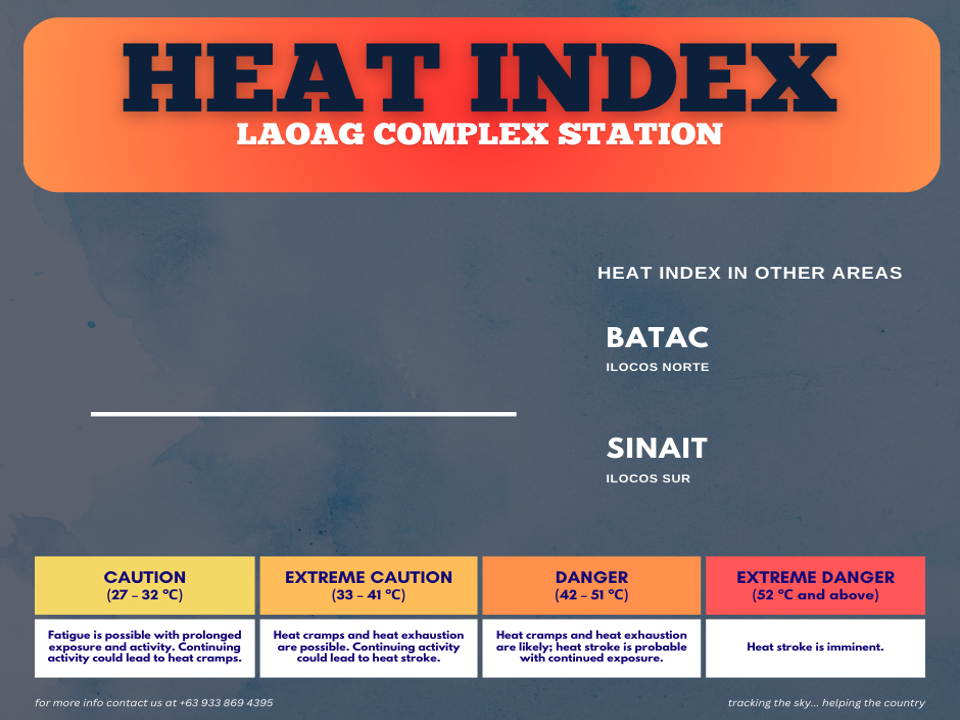 HEAT INDEX
LAOAG COMPLEX STATION
HEAT INDEX IN OTHER AREAS
BATAC
ILOCOS NORTE
SINAIT
ILOCOS SUR
CAUTION
(27 – 32 ºC)
Fatigue is possible with prolonged
exposure and activity. Continuing
activity could lead to heat cramps.
EXTREME CAUTION
(33 – 41 ºC)
Heat cramps and heat exhaustion
are possible. Continuing activity
could lead to heat stroke.
DANGER
(42 – 51 ºC)
Heat cramps and heat exhaustion
are likely; heat stroke is probable
with continued exposure.
EXTREME DANGER
(52 ºC and above)
Heat stroke is imminent.
for more info contact us at +63 933 869 4395
tracking the sky... helping the country